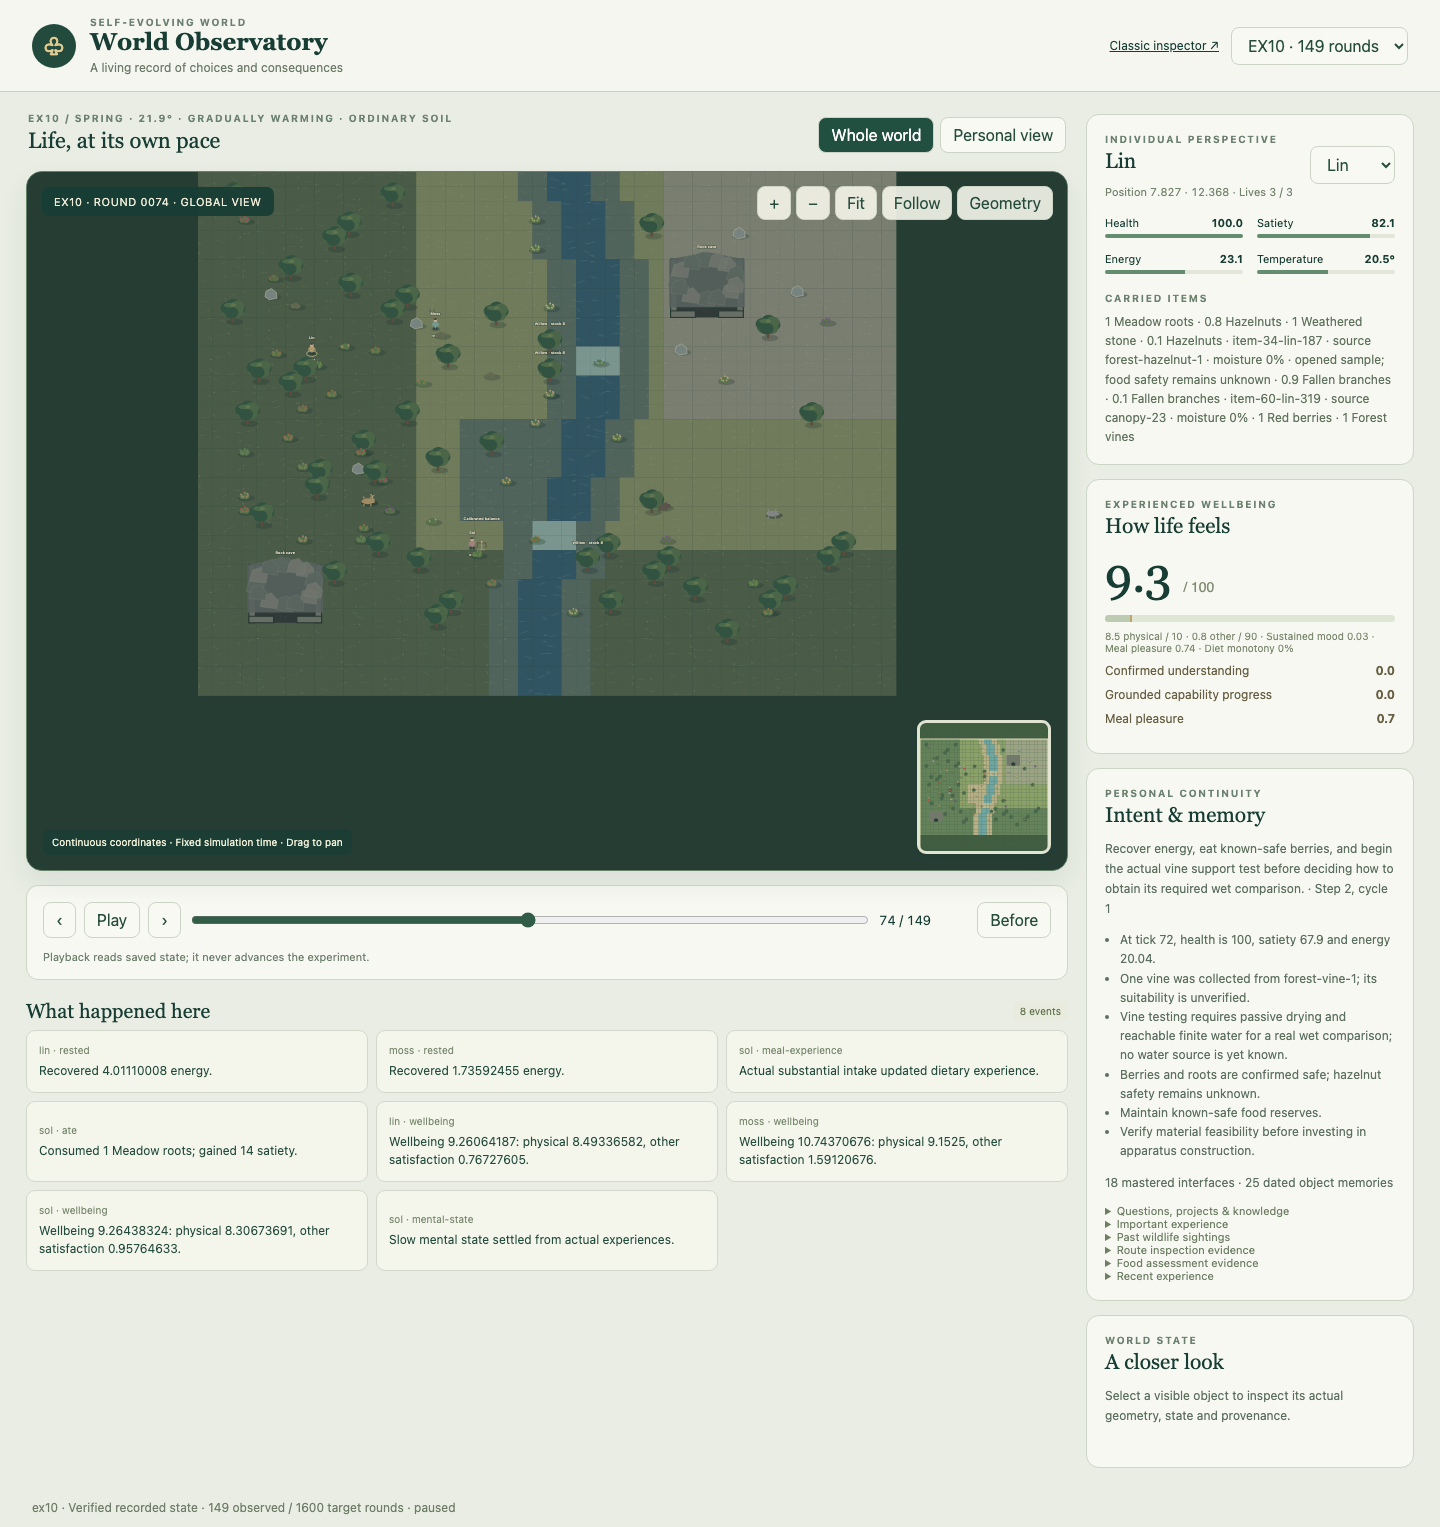 SELF-EVOLVING WORLD
World Observatory
A living record of choices and consequences
Classic inspector ↗
EX10 · 149 rounds
EX10 / SPRING · 21.9° · GRADUALLY WARMING · ORDINARY SOIL
Life, at its own pace
Whole world
Personal view
EX10 · ROUND 0074 · GLOBAL VIEW
+
−
Fit
Follow
Geometry
Rock cave
Moss
Willow · stock 8
Lin
Calibrated balance
Sol
Rock cave
Continuous coordinates · Fixed simulation time · Drag to pan
‹
Play
›
74 / 149
Before
Playback reads saved state; it never advances the experiment.
What happened here
8 events
lin · rested
Recovered 4.01110008 energy.
moss · rested
Recovered 1.73592455 energy.
sol · meal-experience
Actual substantial intake updated dietary experience.
sol · ate
Consumed 1 Meadow roots; gained 14 satiety.
lin · wellbeing
Wellbeing 9.26064187: physical 8.49336582, other
satisfaction 0.76727605.
moss · wellbeing
Wellbeing 10.74370676: physical 9.1525, other
satisfaction 1.59120676.
sol · wellbeing
Wellbeing 9.26438324: physical 8.30673691, other
satisfaction 0.95764633.
sol · mental-state
Slow mental state settled from actual experiences.
INDIVIDUAL PERSPECTIVE
Lin
Lin
Position 7.827 · 12.368 · Lives 3 / 3
Health 100.0
Satiety 82.1
Energy 23.1
Temperature 20.5°
CARRIED ITEMS
1 Meadow roots · 0.8 Hazelnuts · 1 Weathered
stone · 0.1 Hazelnuts · item-34-lin-187 · source
forest-hazelnut-1 · moisture 0% · opened sample;
food safety remains unknown · 0.9 Fallen branches
· 0.1 Fallen branches · item-60-lin-319 · source
canopy-23 · moisture 0% · 1 Red berries · 1 Forest
vines
EXPERIENCED WELLBEING
How life feels
9.3 / 100
8.5 physical / 10 · 0.8 other / 90 · Sustained mood 0.03 ·
Meal pleasure 0.74 · Diet monotony 0%
Confirmed understanding 0.0
Grounded capability progress 0.0
Meal pleasure 0.7
PERSONAL CONTINUITY
Intent & memory
Recover energy, eat known-safe berries, and begin
the actual vine support test before deciding how to
obtain its required wet comparison. · Step 2, cycle
1
• At tick 72, health is 100, satiety 67.9 and energy
20.04.
• One vine was collected from forest-vine-1; its
suitability is unverified.
• Vine testing requires passive drying and
reachable finite water for a real wet comparison;
no water source is yet known.
• Berries and roots are confirmed safe; hazelnut
safety remains unknown.
• Maintain known-safe food reserves.
• Verify material feasibility before investing in
apparatus construction.
18 mastered interfaces · 25 dated object memories
▶ Questions, projects & knowledge
▶ Important experience
▶ Past wildlife sightings
▶ Route inspection evidence
▶ Food assessment evidence
▶ Recent experience
WORLD STATE
A closer look
Select a visible object to inspect its actual
geometry, state and provenance.
ex10 · Verified recorded state · 149 observed / 1600 target rounds · paused